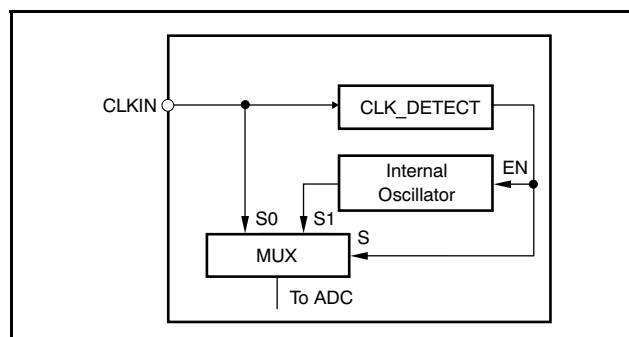 CLKIN
CLK_DETECT
Internal
Oscillator
EN
S0
S1
S
MUX
To ADC